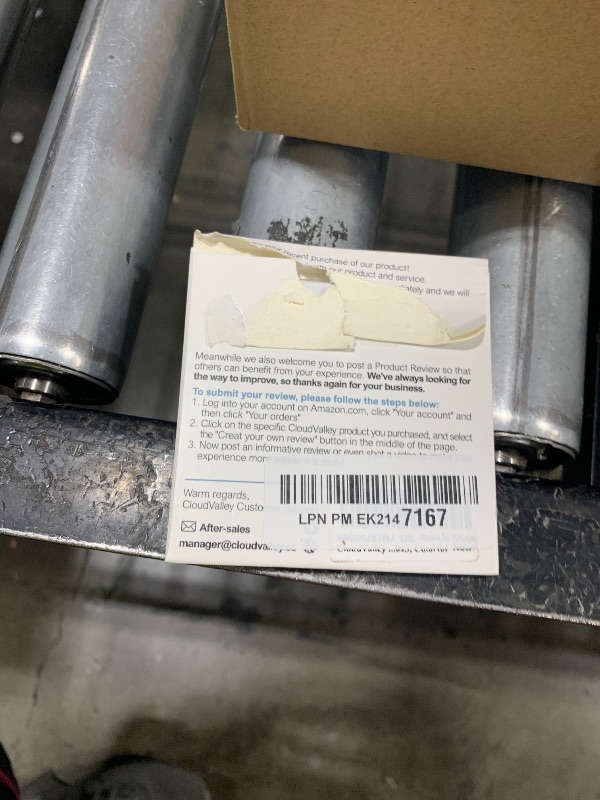 recent purchase of our product!
our product and service.
and we will
Meanwhile we also welcome you to post a Product Review so that
others can benefit from your experience. We've always looking for
the way to improve, so thanks again for your business.
To submit your review, please follow the steps below:
1. Log into your account on Amazon.com, click "Your account" and
then click "Your orders"
2. Click on the specific CloudValley product you purchased, and select
the "Creat your own review" button in the middle of the page.
3. Now post an informative review or even shot a video to
experience
Warm regards,
CloudValley
After-sales
LPN PM EK2147167